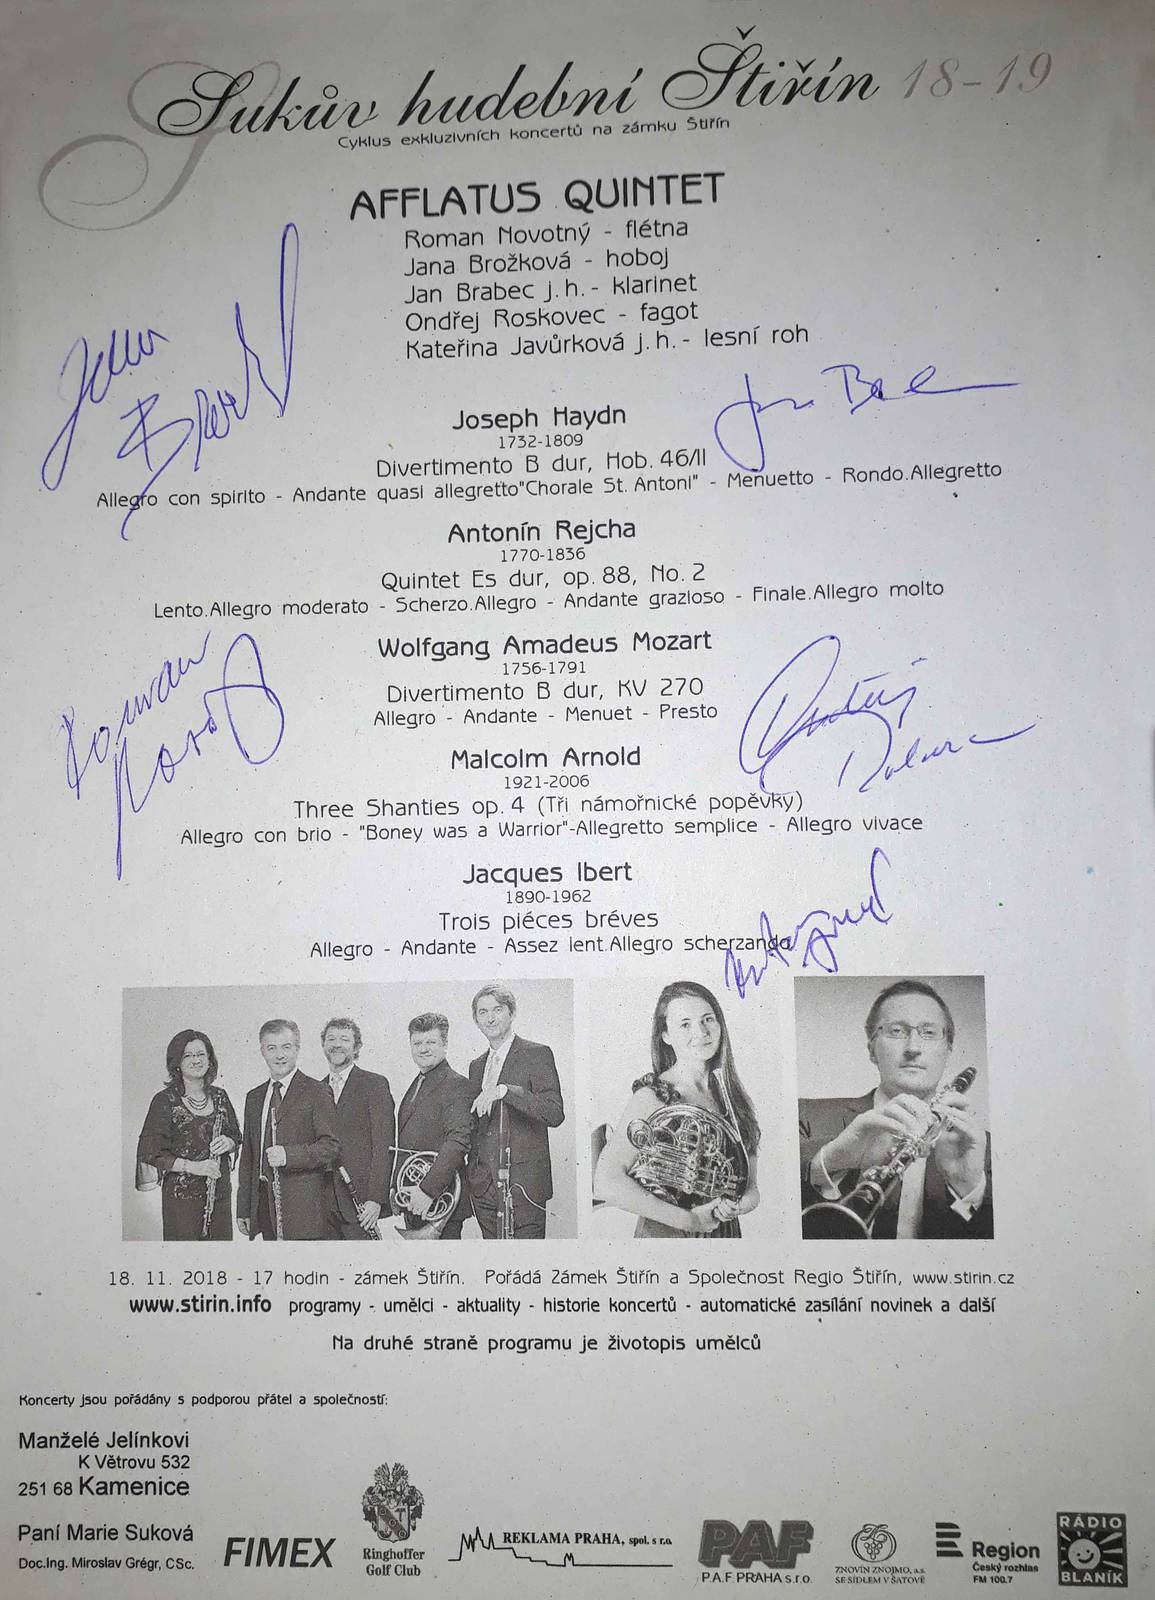 Sukův hudební Štiřín 18-19
Cyklus exkluzivních koncertů na zámku Štiřín
AFFLATUS QUINTET
Roman Novotný - flétna
Jana Brožková - hoboj
Jan Brabec j.h. - klarinet
Ondřej Roskovec - fagot
Kateřina Javůrková j.h. - lesní roh
Jana
Joseph Haydn
1732-1809
Divertimento B dur, Hob. 46/II
Allegro con spirito - Andante quasi allegretto"Chorale St. Antoni" - Menuetto - Rondo.Allegretto
Antonín Rejcha
1770-1836
Quintet Es dur, op. 88, No. 2
Lento.Allegro moderato - Scherzo.Allegro - Andante grazioso - Finale.Allegro molto
Roman
Wolfgang Amadeus Mozart
1756-1791
Divertimento B dur, KV 270
Allegro - Andante - Menuet - Presto
Malcolm Arnold
1921-2006
Three Shanties op. 4 (Tři námořnické popěvky)
Allegro con brio - "Boney was a Warrior"-Allegretto semplice - Allegro vivace
Jacques Ibert
1890-1962
Trois piéces bréves
Allegro - Andante - Assez lent.Allegro scherzando
18. 11. 2018 - 17 hodin - zámek Štiřín. Pořádá Zámek Štiřín a Společnost Regio Štiřín, www.stirin.cz
www.stirin.info programy - umělci - aktuality - historie koncertů - automatické zasílání novinek a další
Na druhé straně programu je životopis umělců
Koncerty jsou pořádány s podporou přátel a společností:
Manželé Jelínkovi
K Větrovu 532
251 68 Kamenice
Paní Marie Suková
Doc.Ing. Miroslav Grégr, CSc.
FIMEX
Ringhoffer
Golf Club
REKLAMA PRAHA, spol. s r.o.
PAF
P.A.F. PRAHA s.r.o.
ZNOVÍN ZNOJMO, a.s.
SE SÍDLEM V ŠATOVĚ
Region
Český rozhlas
FM 100.7
RÁDIO
BLANÍK